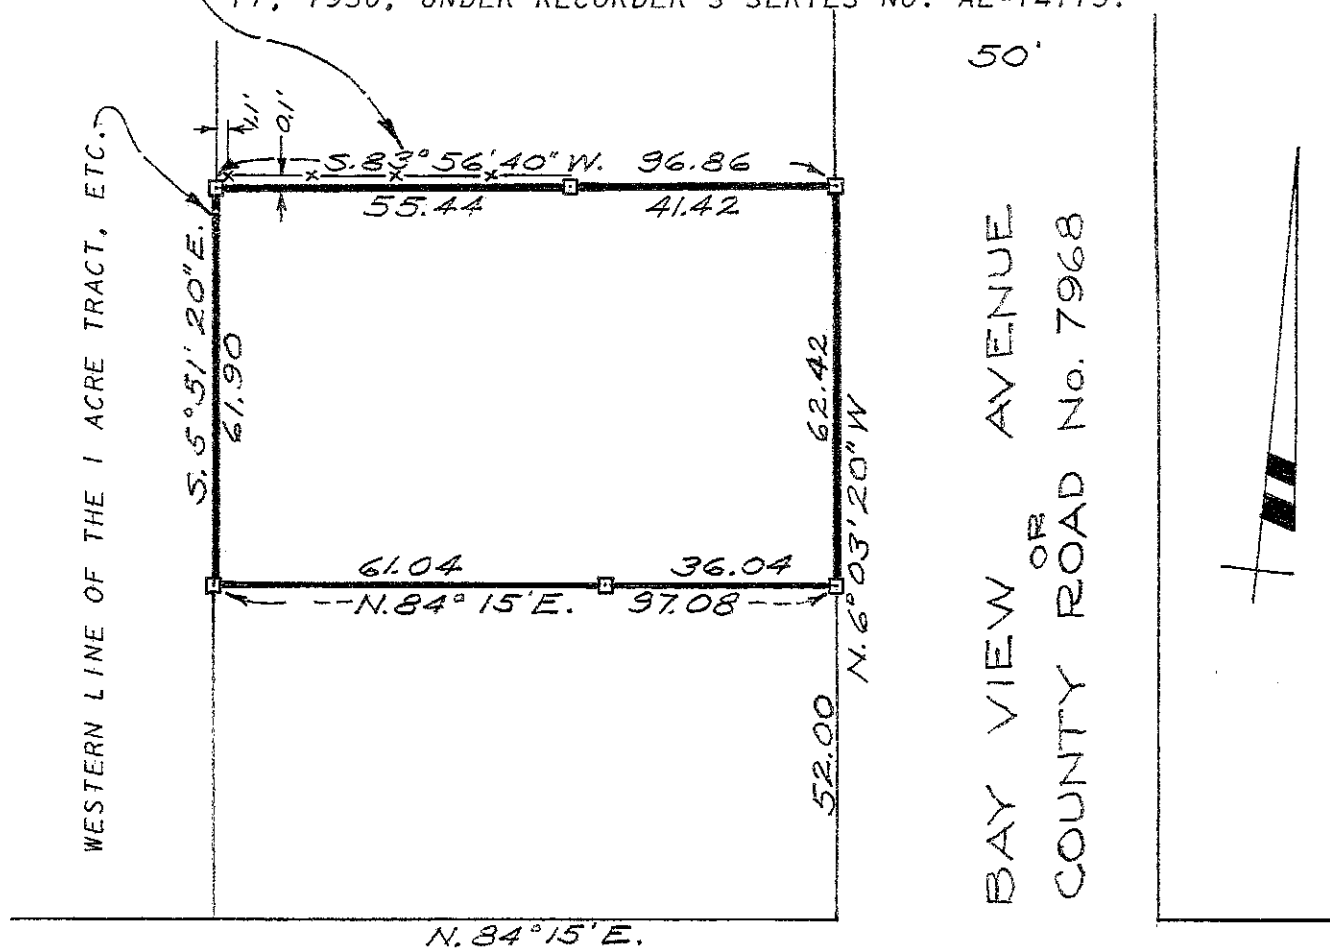 17, 1950, UNDER RECORDER'S SERIES NO. AE-14115.
50'
1.1'
0.1'
S.83°56'40"W. 96.86
55.44 41.42
WESTERN LINE OF THE 1 ACRE TRACT, ETC.
S.5°51'20"E.
61.90
62.42
N.6°03'20"W
61.04 36.04
N.84°15'E. 97.08
52.00
BAY VIEW AVENUE
OR
COUNTY ROAD No. 7968
N.84°15'E.